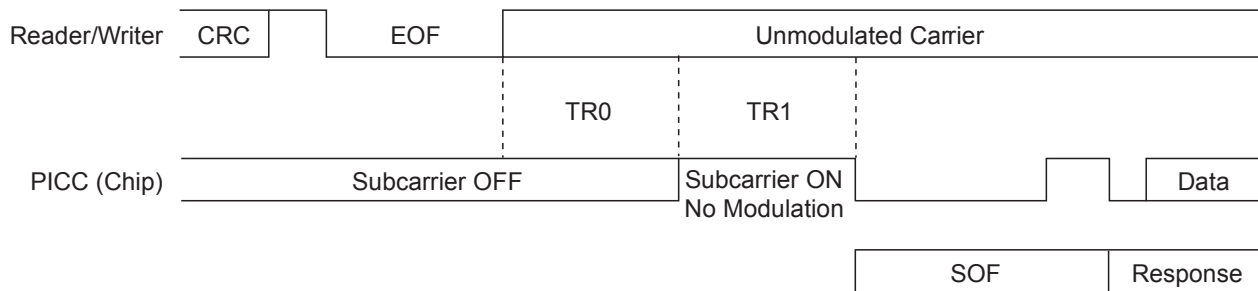 Reader/Writer CRC EOF Unmodulated Carrier
TR0 TR1
PICC (Chip) Subcarrier OFF Subcarrier ON Data
No Modulation
SOF Response